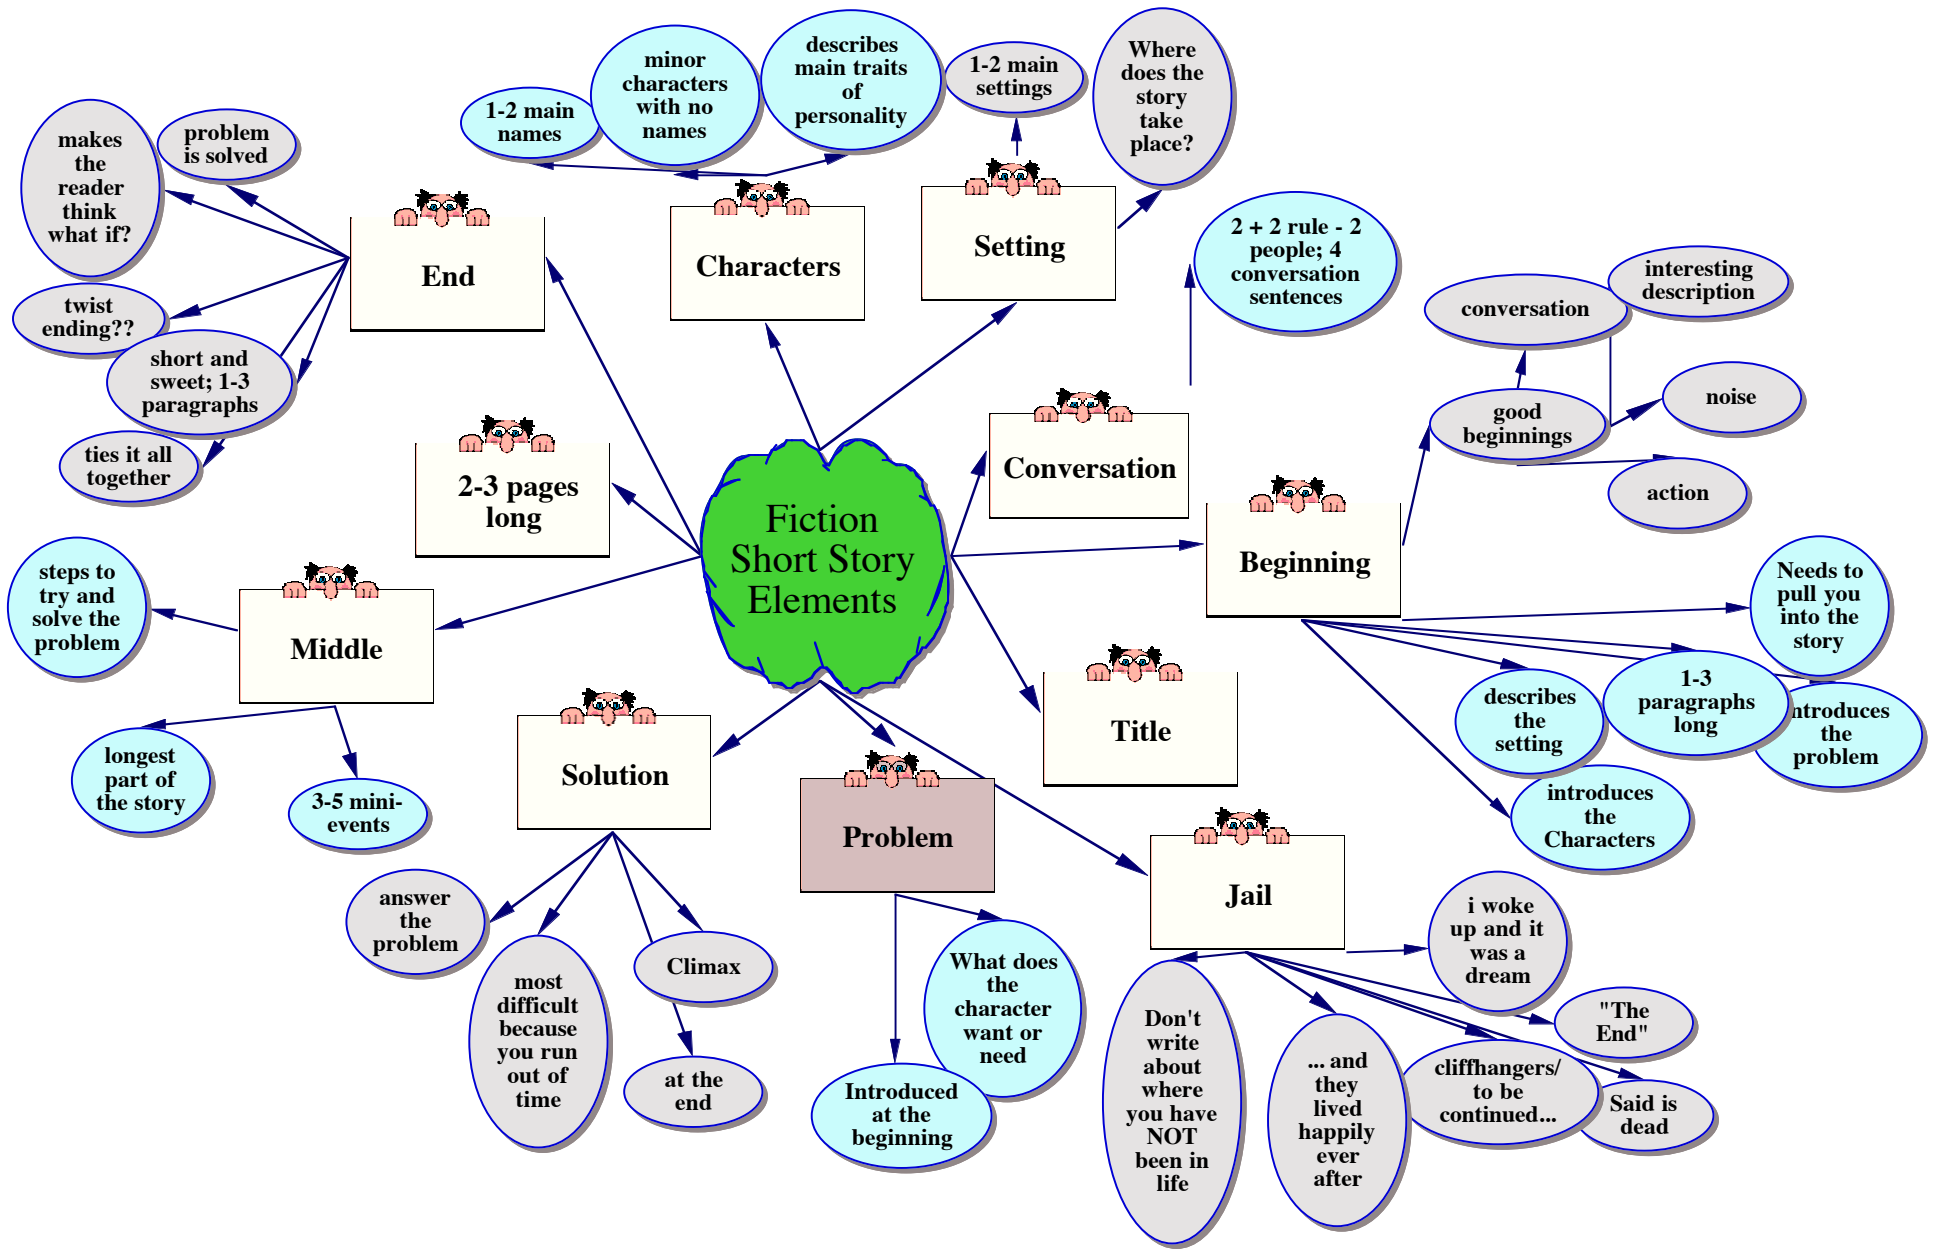 Fiction
Short Story
Elements
End
problem
is solved
makes
the
reader
think
what if?
twist
ending??
short and
sweet; 1-3
paragraphs
ties it all
together
Characters
1-2 main
names
minor
characters
with no
names
describes
main traits
of
personality
Setting
1-2 main
settings
Where
does the
story
take
place?
Conversation
2 + 2 rule - 2
people; 4
conversation
sentences
Beginning
good
beginnings
conversation
interesting
description
noise
action
Needs to
pull you
into the
story
describes
the
setting
1-3
paragraphs
long
ntroduces
the
problem
introduces
the
Characters
Title
Jail
i woke
up and it
was a
dream
"The
End"
Said is
dead
cliffhangers/
to be
continued...
... and
they
lived
happily
ever
after
Don't
write
about
where
you have
NOT
been in
life
Problem
What does
the
character
want or
need
Introduced
at the
beginning
Solution
answer
the
problem
most
difficult
because
you run
out of
time
Climax
at the
end
Middle
steps to
try and
solve the
problem
longest
part of
the story
3-5 mini-
events
2-3 pages
long